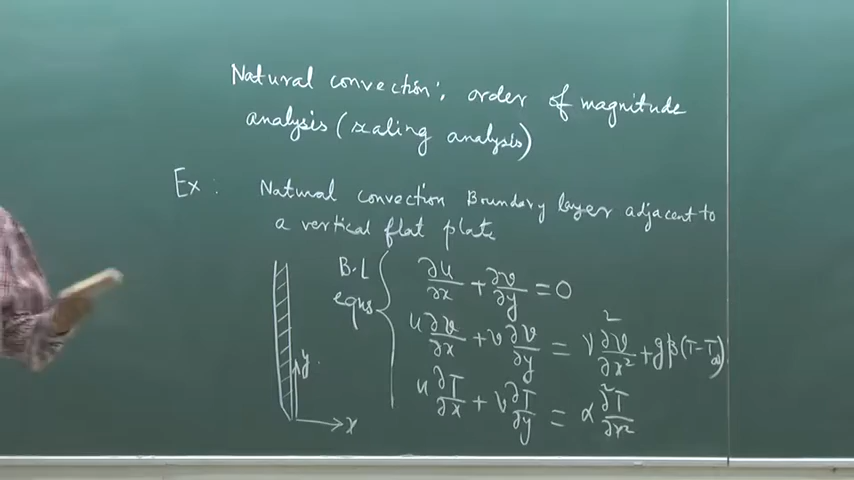 Natural convection: order of magnitude
analysis (scaling analysis)
Ex: Natural convection Boundary layer adjacent to
a vertical flat plate
B.L equs { ∂u/∂x + ∂v/∂y = 0
u ∂v/∂x + v ∂v/∂y = ν ∂²v/∂x² + gβ(T-T∞)
u ∂T/∂x + v ∂T/∂y = α ∂²T/∂x²
y
x